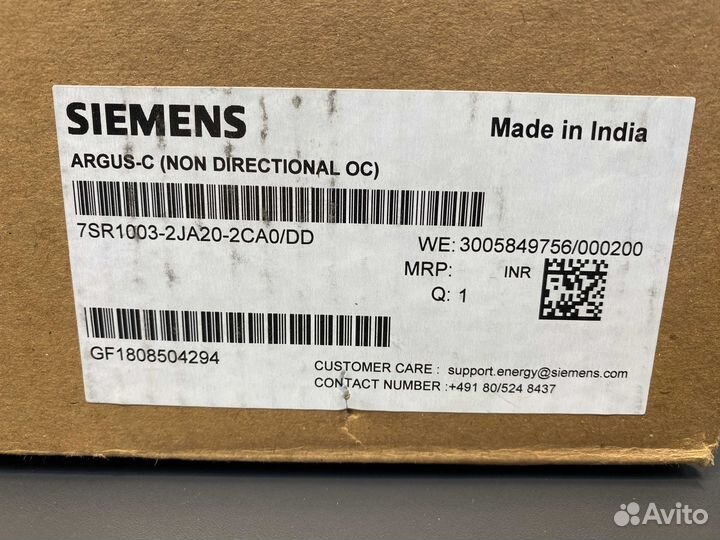 SIEMENS
Made in India
ARGUS-C (NON DIRECTIONAL OC)
7SR1003-2JA20-2CA0/DD
WE: 3005849756/000200
MRP: INR
Q: 1
GF1808504294
CUSTOMER CARE : support.energy@siemens.com
CONTACT NUMBER :+491 80/524 8437
Avito